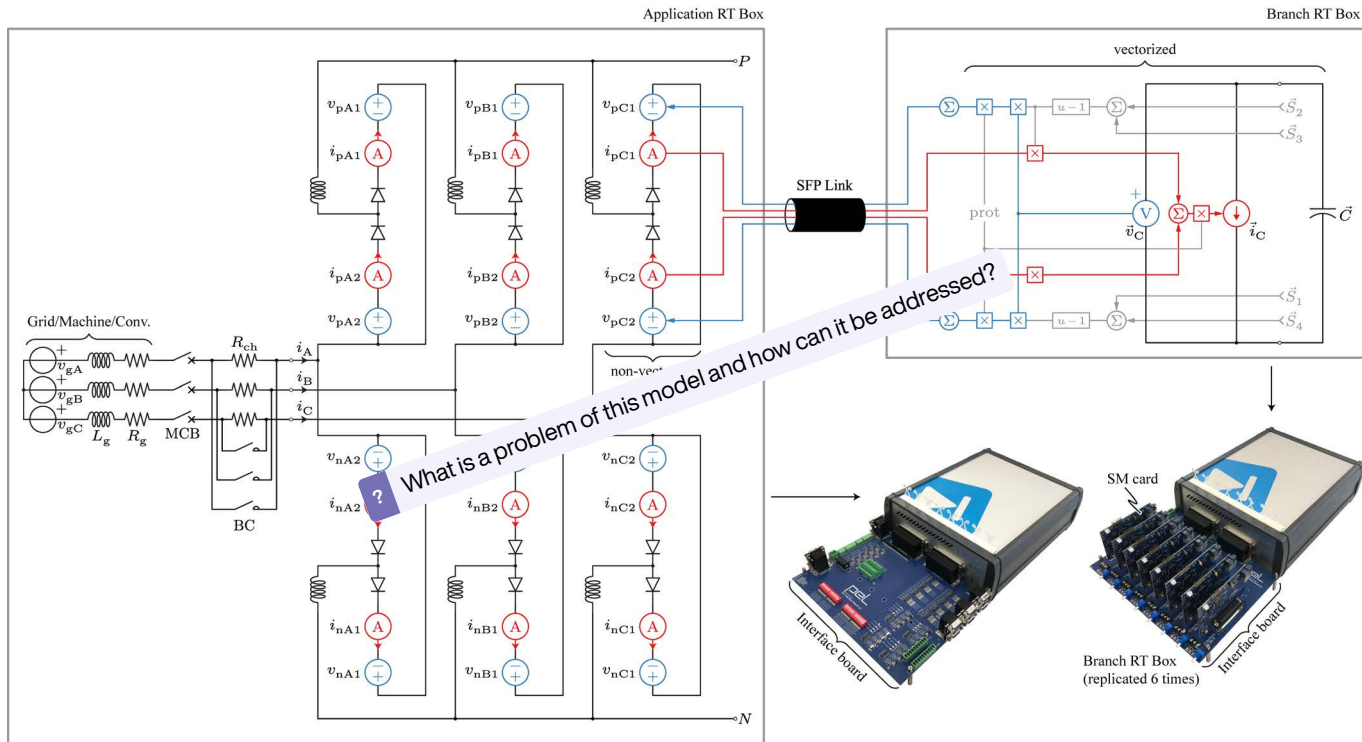 Application RT Box
Branch RT Box
vectorized
P
v_pA1
v_pB1
v_pC1
i_pA1
i_pB1
i_pC1
i_pA2
i_pB2
i_pC2
v_pA2
v_pB2
v_pC2
A
A
A
A
A
A
SFP Link
Σ
×
×
u − 1
Σ
S⃗_2
S⃗_3
×
prot
V
v⃗_C
Σ
×
i⃗_C
C⃗
×
Σ
×
×
u − 1
Σ
S⃗_1
S⃗_4
Grid/Machine/Conv.
v_gA
v_gB
v_gC
L_g
R_g
MCB
R_ch
BC
i_A
i_B
i_C
? What is a problem of this model and how can it be addressed?
v_nA2
v_nC2
i_nA2
i_nB2
i_nC2
i_nA1
i_nB1
i_nC1
v_nA1
v_nB1
v_nC1
A
A
A
A
A
N
SM card
Interface board
Interface board
Branch RT Box
(replicated 6 times)